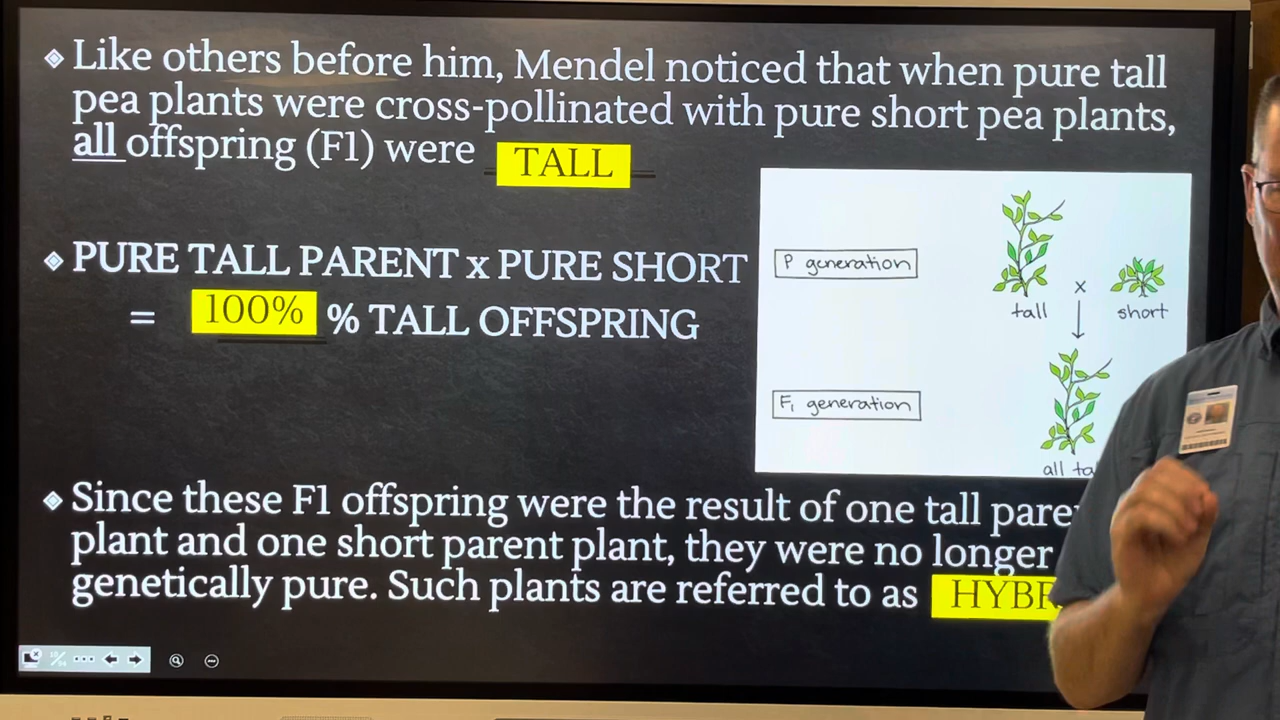 Like others before him, Mendel noticed that when pure tall
pea plants were cross-pollinated with pure short pea plants,
all offspring (F1) were TALL
PURE TALL PARENT x PURE SHORT
= 100% % TALL OFFSPRING
P generation
tall
x
short
F1 generation
all
Since these F1 offspring were the result of one tall
plant and one short parent plant, they were no longer
genetically pure. Such plants are referred to as